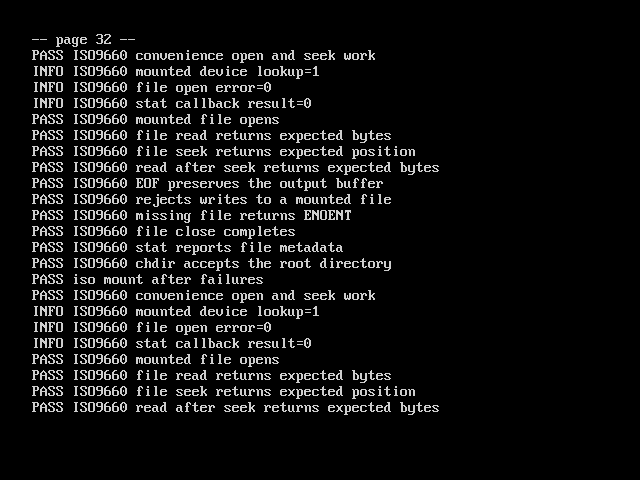 -- page 32 --
PASS ISO9660 convenience open and seek work
INFO ISO9660 mounted device lookup=1
INFO ISO9660 file open error=0
INFO ISO9660 stat callback result=0
PASS ISO9660 mounted file opens
PASS ISO9660 file read returns expected bytes
PASS ISO9660 file seek returns expected position
PASS ISO9660 read after seek returns expected bytes
PASS ISO9660 EOF preserves the output buffer
PASS ISO9660 rejects writes to a mounted file
PASS ISO9660 missing file returns ENOENT
PASS ISO9660 file close completes
PASS ISO9660 stat reports file metadata
PASS ISO9660 chdir accepts the root directory
PASS iso mount after failures
PASS ISO9660 convenience open and seek work
INFO ISO9660 mounted device lookup=1
INFO ISO9660 file open error=0
INFO ISO9660 stat callback result=0
PASS ISO9660 mounted file opens
PASS ISO9660 file read returns expected bytes
PASS ISO9660 file seek returns expected position
PASS ISO9660 read after seek returns expected bytes